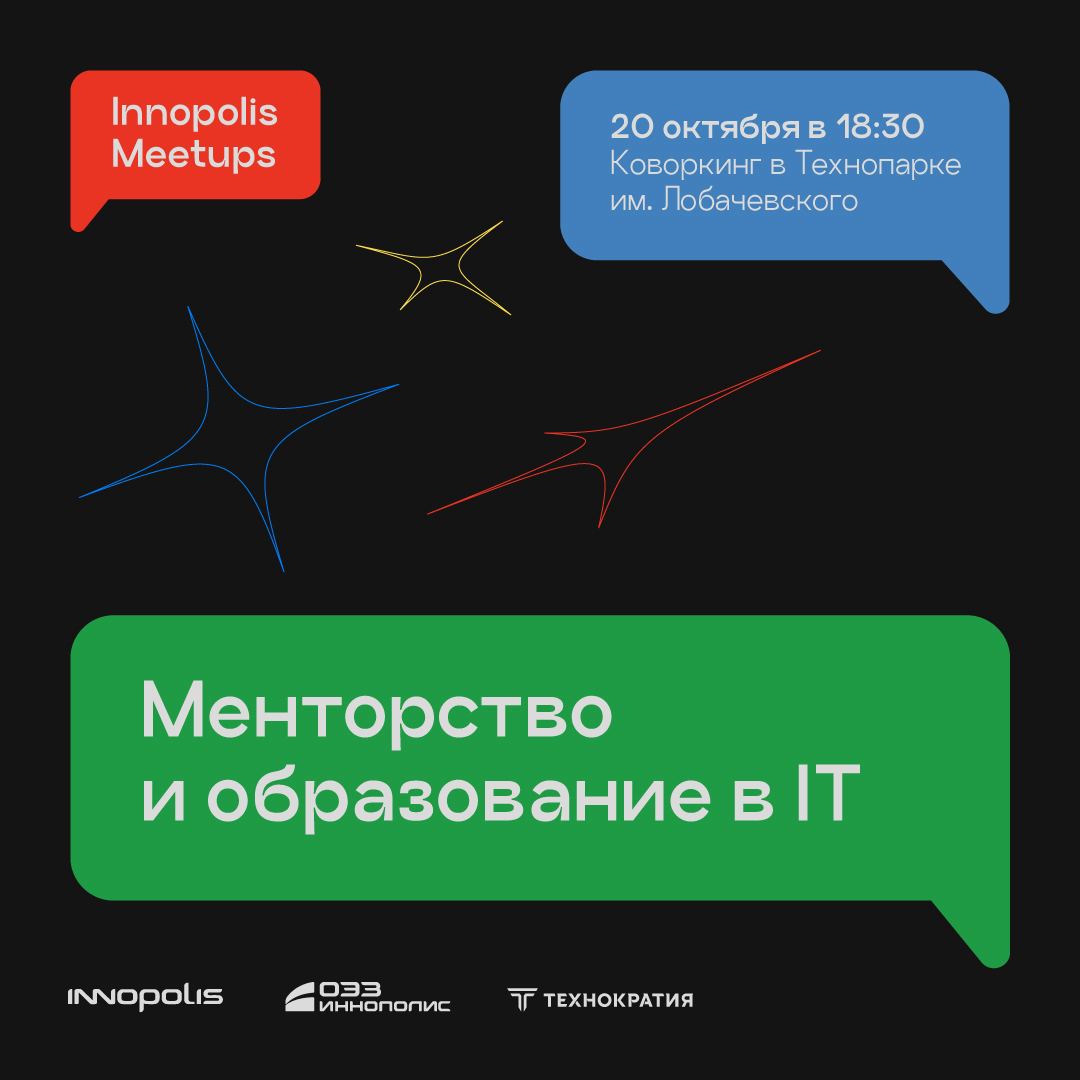 Innopolis
Meetups
20 октября в 18:30
Коворкинг в Технопарке
им. Лобачевского
Менторство
и образование в IT
INNOPOLIS
ОЭЗ
ИННОПОЛИС
ТЕХНОКРАТИЯ